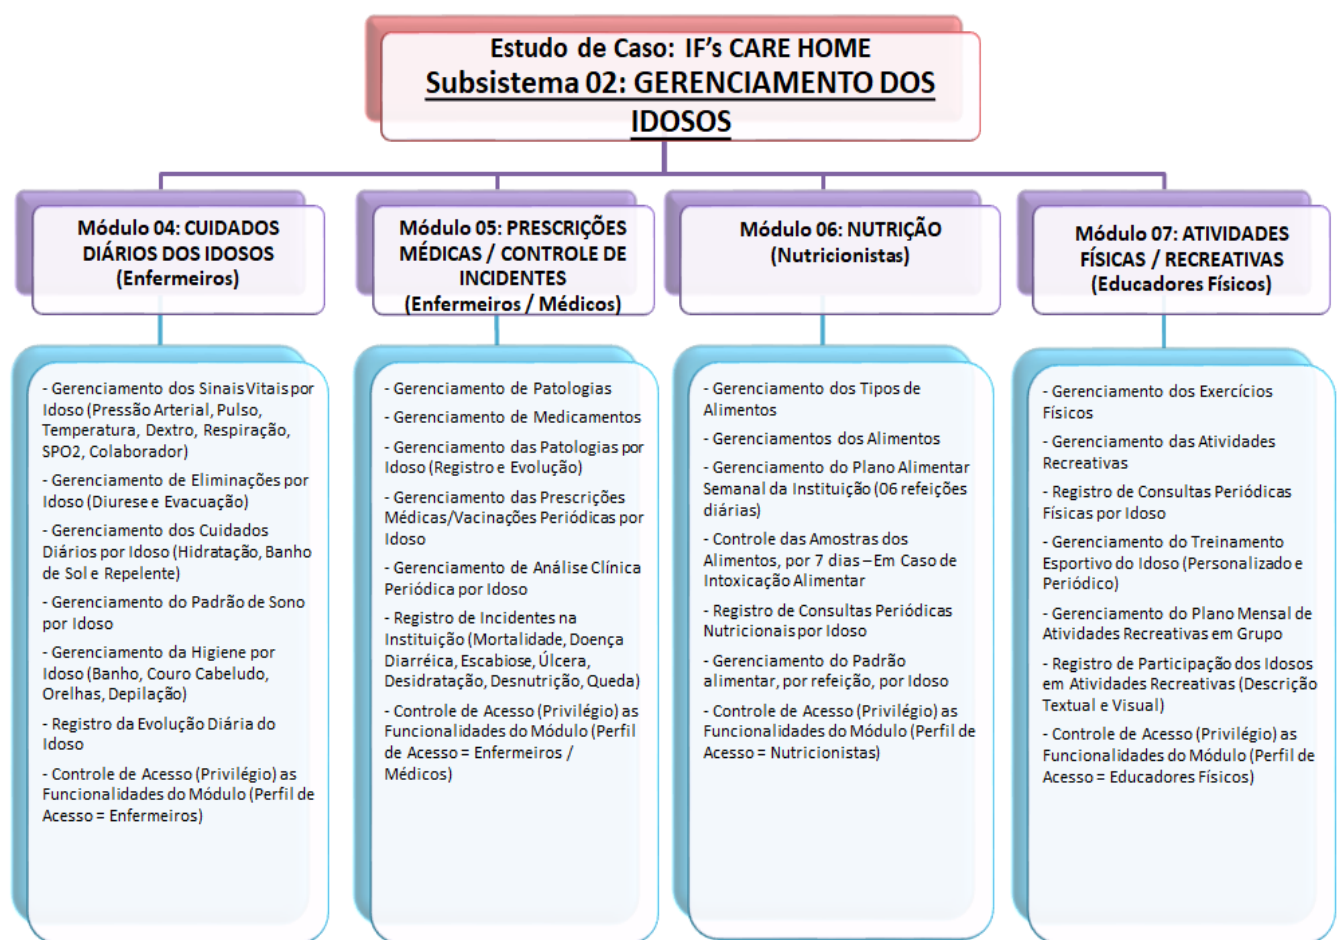 Estudo de Caso: IF's CARE HOME
Subsistema 02: GERENCIAMENTO DOS
IDOSOS
Módulo 04: CUIDADOS
DIÁRIOS DOS IDOSOS
(Enfermeiros)
- Gerenciamento dos Sinais Vitais por
Idoso (Pressão Arterial, Pulso,
Temperatura, Dextro, Respiração,
SPO2, Colaborador)
- Gerenciamento de Eliminações por
Idoso (Diurese e Evacuação)
- Gerenciamento dos Cuidados
Diários por Idoso (Hidratação, Banho
de Sol e Repelente)
- Gerenciamento do Padrão de Sono
por Idoso
- Gerenciamento da Higiene por
Idoso (Banho, Couro Cabeludo,
Orelhas, Depilação)
- Registro da Evolução Diária do
Idoso
- Controle de Acesso (Privilégio) as
Funcionalidades do Módulo (Perfil de
Acesso = Enfermeiros)
Módulo 05: PRESCRIÇÕES
MÉDICAS / CONTROLE DE
INCIDENTES
(Enfermeiros / Médicos)
- Gerenciamento de Patologias
- Gerenciamento de Medicamentos
- Gerenciamento das Patologias por
Idoso (Registro e Evolução)
- Gerenciamento das Prescrições
Médicas/Vacinações Periódicas por
Idoso
- Gerenciamento de Análise Clínica
Periódica por Idoso
- Registro de Incidentes na
Instituição (Mortalidade, Doença
Diarréica, Escabiose, Úlcera,
Desidratação, Desnutrição, Queda)
- Controle de Acesso (Privilégio) as
Funcionalidades do Módulo (Perfil
de Acesso = Enfermeiros /
Médicos)
Módulo 06: NUTRIÇÃO
(Nutricionistas)
- Gerenciamento dos Tipos de
Alimentos
- Gerenciamentos dos Alimentos
- Gerenciamento do Plano Alimentar
Semanal da Instituição (06 refeições
diárias)
- Controle das Amostras dos
Alimentos, por 7 dias – Em Caso de
Intoxicação Alimentar
- Registro de Consultas Periódicas
Nutricionais por Idoso
- Gerenciamento do Padrão
alimentar, por refeição, por Idoso
- Controle de Acesso (Privilégio) as
Funcionalidades do Módulo (Perfil de
Acesso = Nutricionistas)
Módulo 07: ATIVIDADES
FÍSICAS / RECREATIVAS
(Educadores Físicos)
- Gerenciamento dos Exercícios
Físicos
- Gerenciamento das Atividades
Recreativas
- Registro de Consultas Periódicas
Físicas por Idoso
- Gerenciamento do Treinamento
Esportivo do Idoso (Personalizado e
Periódico)
- Gerenciamento do Plano Mensal de
Atividades Recreativas em Grupo
- Registro de Participação dos Idosos
em Atividades Recreativas (Descrição
Textual e Visual)
- Controle de Acesso (Privilégio) as
Funcionalidades do Módulo (Perfil de
Acesso = Educadores Físicos)